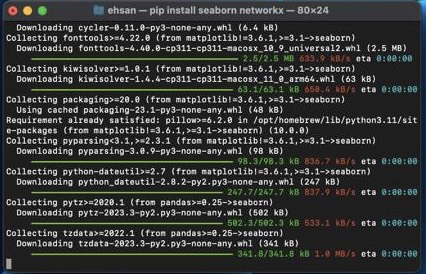 ehsan — pip install seaborn networkx — 80×24
Downloading cycler-0.11.0-py3-none-any.whl (6.4 kB)
Collecting fonttools>=4.22.0 (from matplotlib!=3.6.1,>=3.1->seaborn)
Downloading fonttools-4.40.0-cp311-cp311-macosx_10_9_universal2.whl (2.5 MB)
2.5/2.5 MB 633.9 kB/s eta 0:00:00
Collecting kiwisolver>=1.0.1 (from matplotlib!=3.6.1,>=3.1->seaborn)
Downloading kiwisolver-1.4.4-cp311-cp311-macosx_11_0_arm64.whl (63 kB)
63.1/63.1 kB 650.4 kB/s eta 0:00:00
Collecting packaging>=20.0 (from matplotlib!=3.6.1,>=3.1->seaborn)
Using cached packaging-23.1-py3-none-any.whl (48 kB)
Requirement already satisfied: pillow>=6.2.0 in /opt/homebrew/lib/python3.11/sit
e-packages (from matplotlib!=3.6.1,>=3.1->seaborn) (10.0.0)
Collecting pyparsing<3.1,>=2.3.1 (from matplotlib!=3.6.1,>=3.1->seaborn)
Downloading pyparsing-3.0.9-py3-none-any.whl (98 kB)
98.3/98.3 kB 836.7 kB/s eta 0:00:00
Collecting python-dateutil>=2.7 (from matplotlib!=3.6.1,>=3.1->seaborn)
Downloading python_dateutil-2.8.2-py2.py3-none-any.whl (247 kB)
247.7/247.7 kB 837.9 kB/s eta 0:00:00
Collecting pytz>=2020.1 (from pandas>=0.25->seaborn)
Downloading pytz-2023.3-py2.py3-none-any.whl (502 kB)
502.3/502.3 kB 533.1 kB/s eta 0:00:00
Collecting tzdata>=2022.1 (from pandas>=0.25->seaborn)
Downloading tzdata-2023.3-py2.py3-none-any.whl (341 kB)
341.8/341.8 kB 1.0 MB/s eta 0:00:00